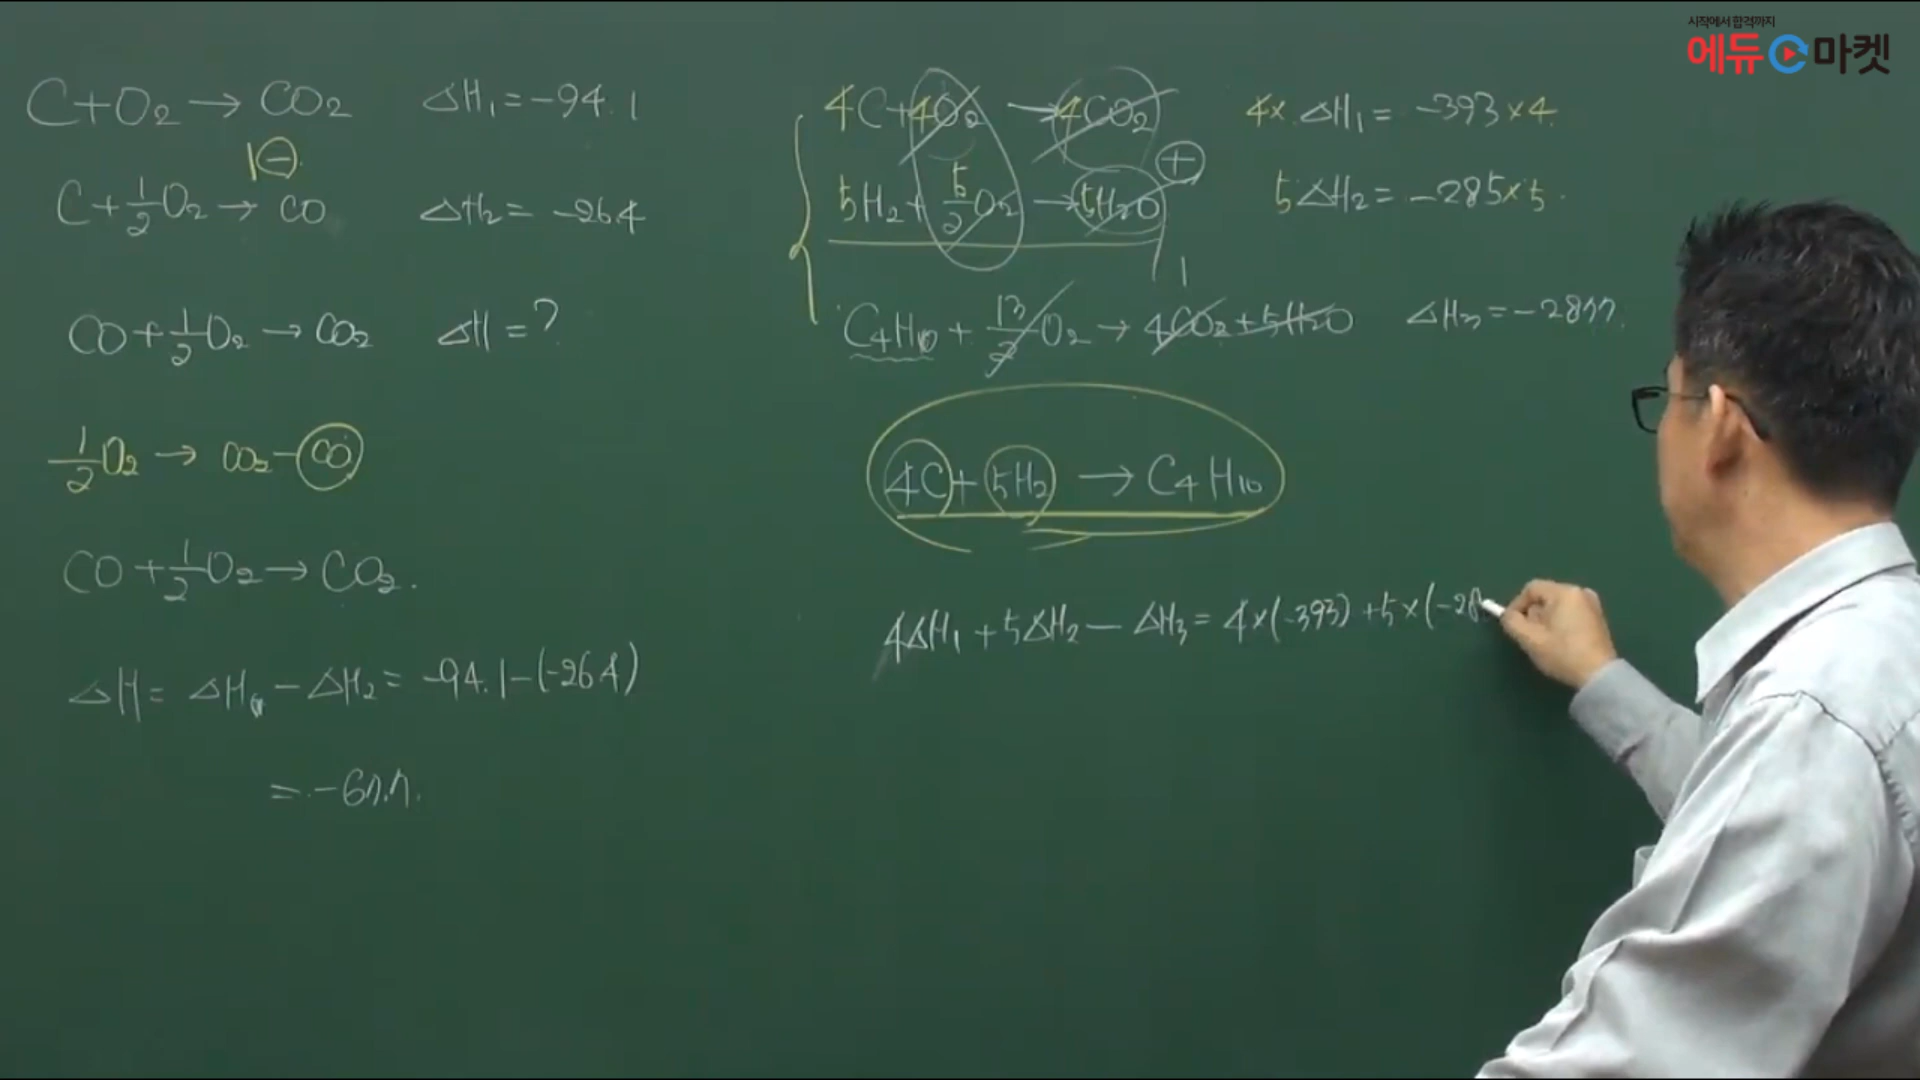 시작에서 합격까지
에듀 마켓
C+O₂ → CO₂ ΔH₁ = -94.1
1⊖
C+1/2O₂ → CO ΔH₂ = -26.4
CO+1/2O₂ → CO₂ ΔH = ?
1/2O₂ → CO₂-CO
CO+1/2O₂ → CO₂.
ΔH = ΔH₁ - ΔH₂ = -94.1-(-26.4)
= -67.7.
4C+4O₂ → 4CO₂ 4× ΔH₁ = -393×4.
+
5H₂+5/2O₂ → 5H₂O 5ΔH₂ = -285×5.
C₄H₁₀+13/2O₂ → 4CO₂+5H₂O ΔH₃ = -2877.
4C+5H₂ → C₄H₁₀
4ΔH₁+5ΔH₂-ΔH₃ = 4×(-393)+5×(-28